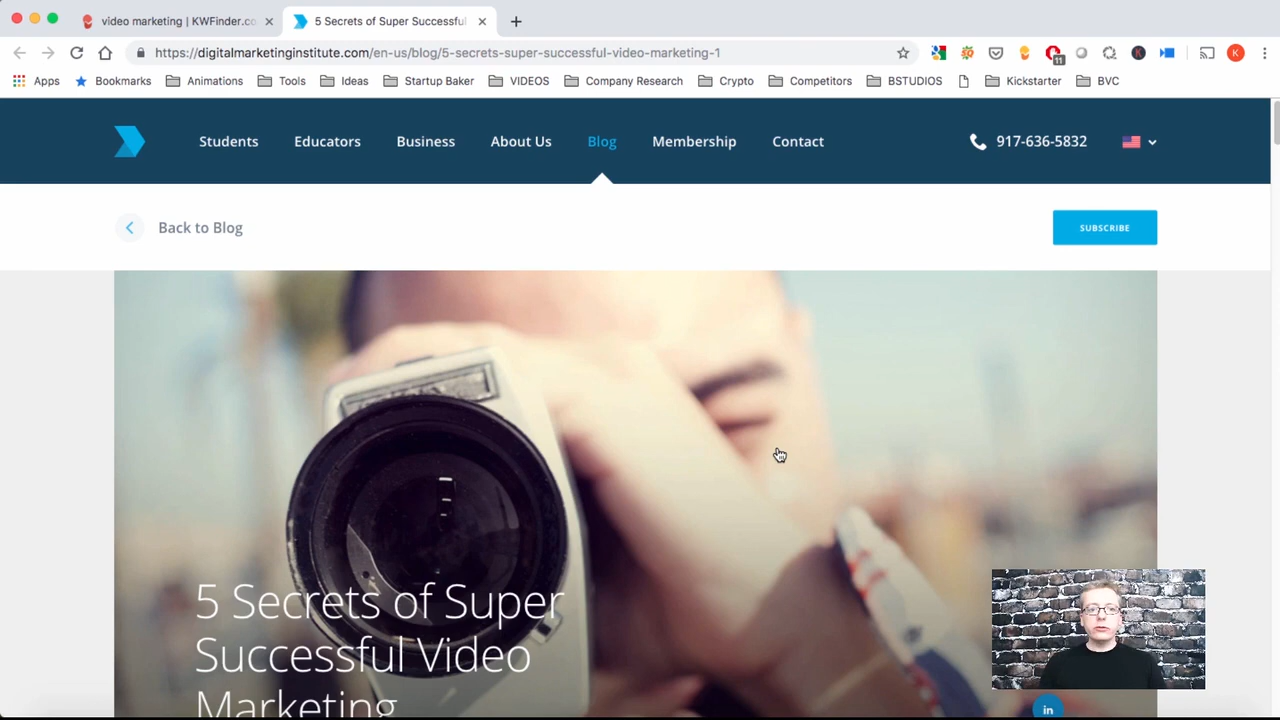 video marketing | KWFinder.co
5 Secrets of Super Successful
https://digitalmarketinginstitute.com/en-us/blog/5-secrets-super-successful-video-marketing-1
11
K
K
Apps Bookmarks Animations Tools Ideas Startup Baker VIDEOS Company Research Crypto Competitors BSTUDIOS Kickstarter BVC
Students Educators Business About Us Blog Membership Contact 917-636-5832
Back to Blog
SUBSCRIBE
5 Secrets of Super
Successful Video
Marketing
in